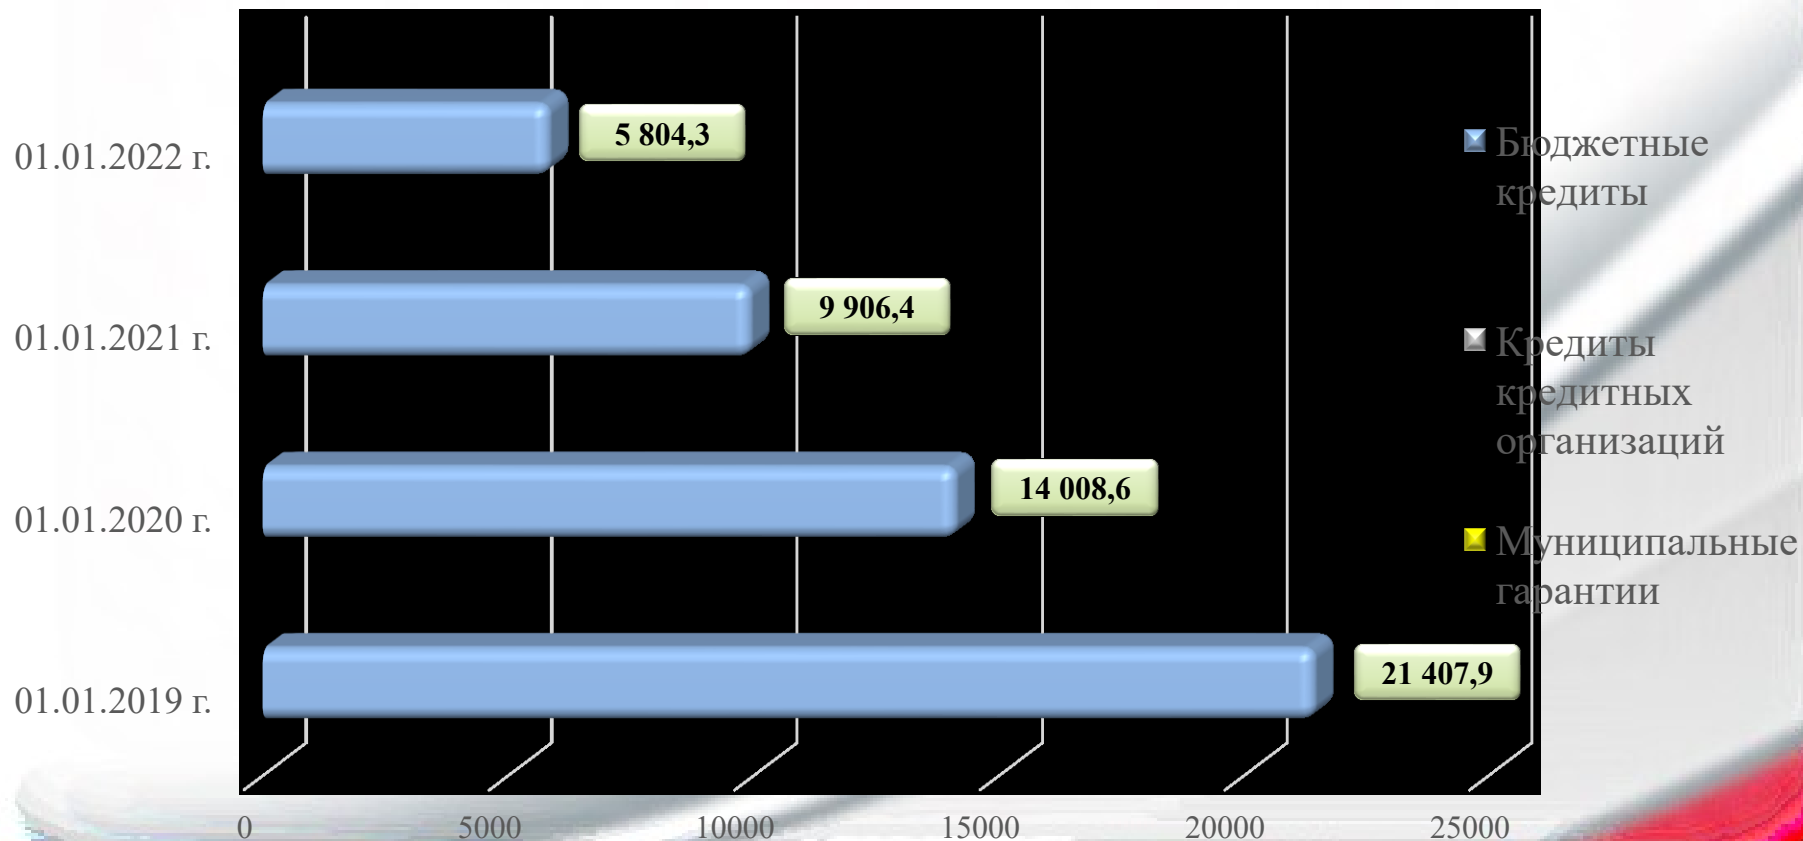 01.01.2022 г.
5 804,3
01.01.2021 г.
9 906,4
01.01.2020 г.
14 008,6
01.01.2019 г.
21 407,9
0 5000 10000 15000 20000 25000
Бюджетные
кредиты
Кредиты
кредитных
организаций
Муниципальные
гарантии